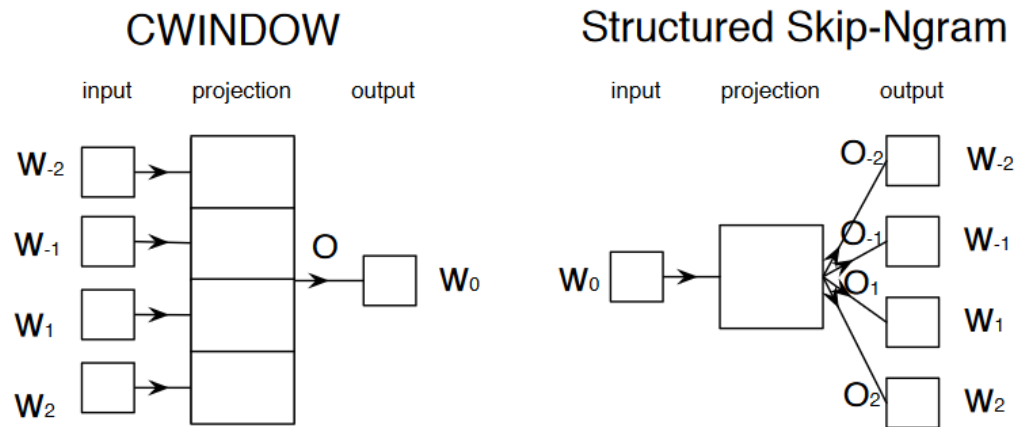 CWINDOW
input projection output
W-2
W-1
W1
W2
O
W0
Structured Skip-Ngram
input projection output
W0
O-2
O-1
O1
O2
W-2
W-1
W1
W2